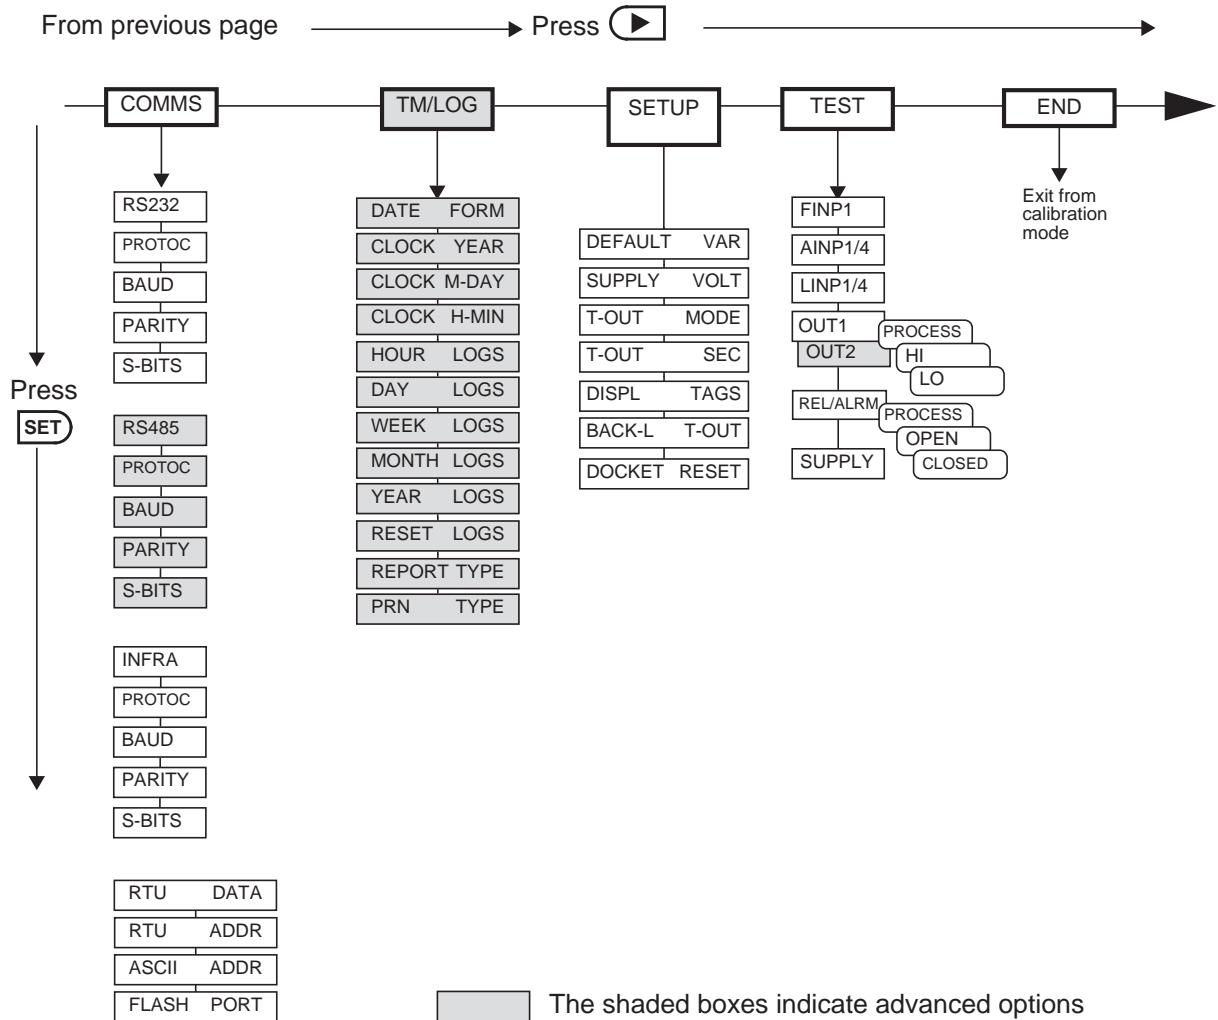 From previous page
Press
COMMS
TM/LOG
SETUP
TEST
END
Press
SET
RS232
PROTOC
BAUD
PARITY
S-BITS
RS485
PROTOC
BAUD
PARITY
S-BITS
INFRA
PROTOC
BAUD
PARITY
S-BITS
RTU DATA
RTU ADDR
ASCII ADDR
FLASH PORT
DATE FORM
CLOCK YEAR
CLOCK M-DAY
CLOCK H-MIN
HOUR LOGS
DAY LOGS
WEEK LOGS
MONTH LOGS
YEAR LOGS
RESET LOGS
REPORT TYPE
PRN TYPE
DEFAULT VAR
SUPPLY VOLT
T-OUT MODE
T-OUT SEC
DISPL TAGS
BACK-L T-OUT
DOCKET RESET
FINP1
AINP1/4
LINP1/4
OUT1
OUT2
PROCESS
HI
LO
REL/ALRM
PROCESS
OPEN
CLOSED
SUPPLY
Exit from
calibration
mode
The shaded boxes indicate advanced options